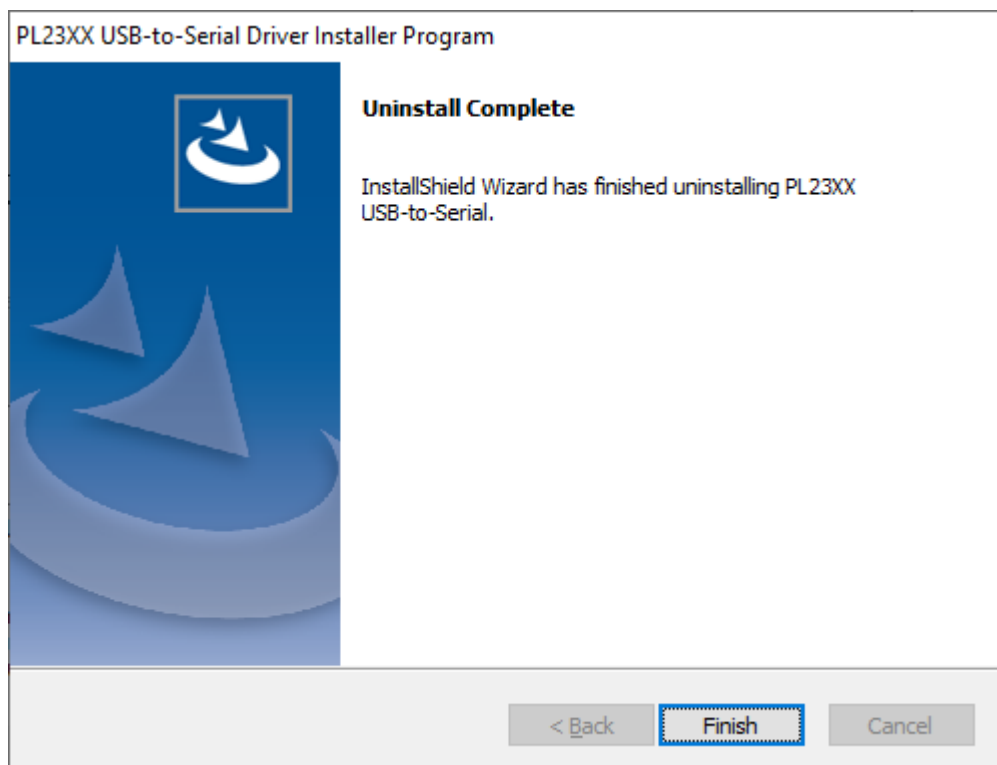 PL23XX USB-to-Serial Driver Installer Program
Uninstall Complete
InstallShield Wizard has finished uninstalling PL23XX
USB-to-Serial.
< Back
Finish
Cancel